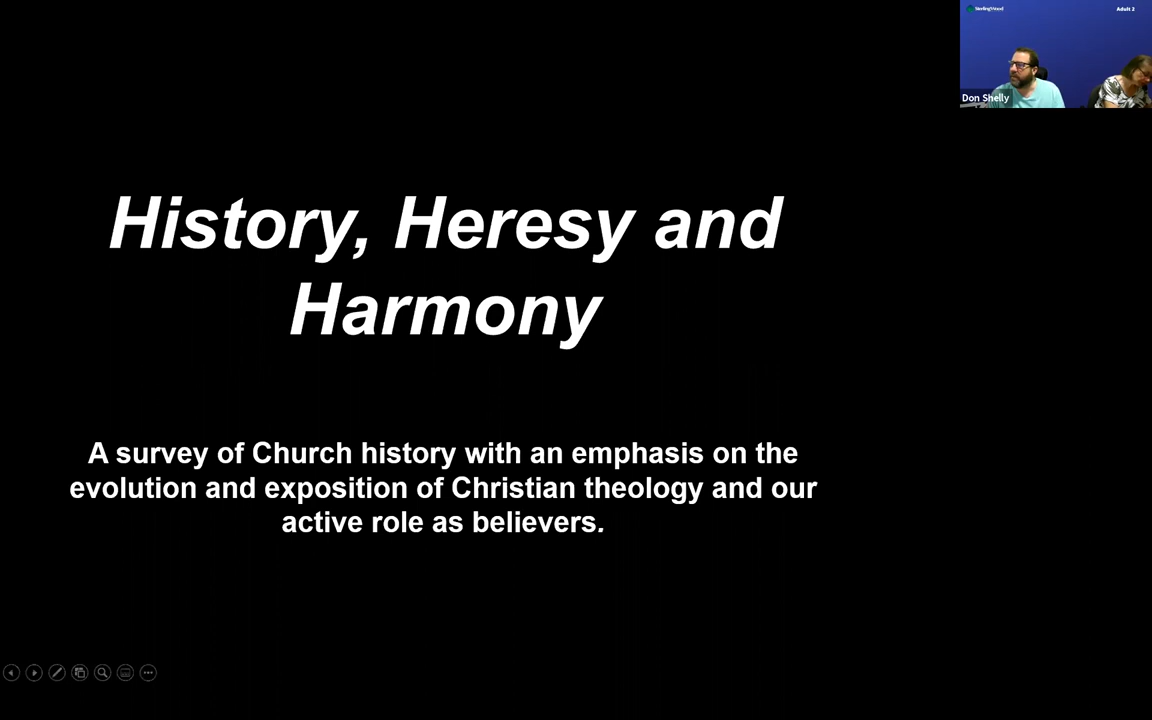 SterlingWood
Adult 2
Don Shelly
History, Heresy and
Harmony
A survey of Church history with an emphasis on the
evolution and exposition of Christian theology and our
active role as believers.